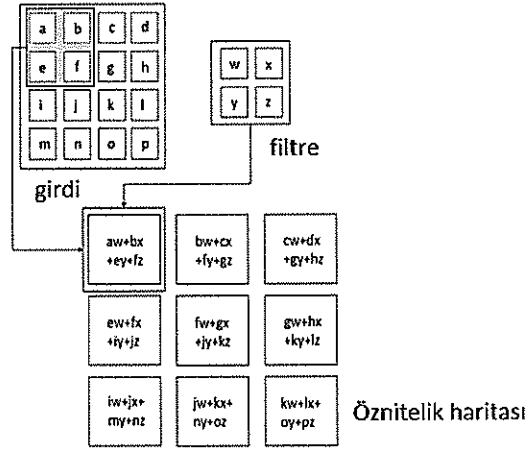 a b c d
e f g h
i j k l
m n o p
w x
y z
girdi
filtre
aw+bx
+ey+fz
bw+cx
+fy+gz
cw+dx
+gy+hz
ew+fx
+iy+jz
fw+gx
+jy+kz
gw+hx
+ky+lz
iw+jx+
my+nz
jw+kx+
ny+oz
kw+lx+
oy+pz
Öznitelik haritası